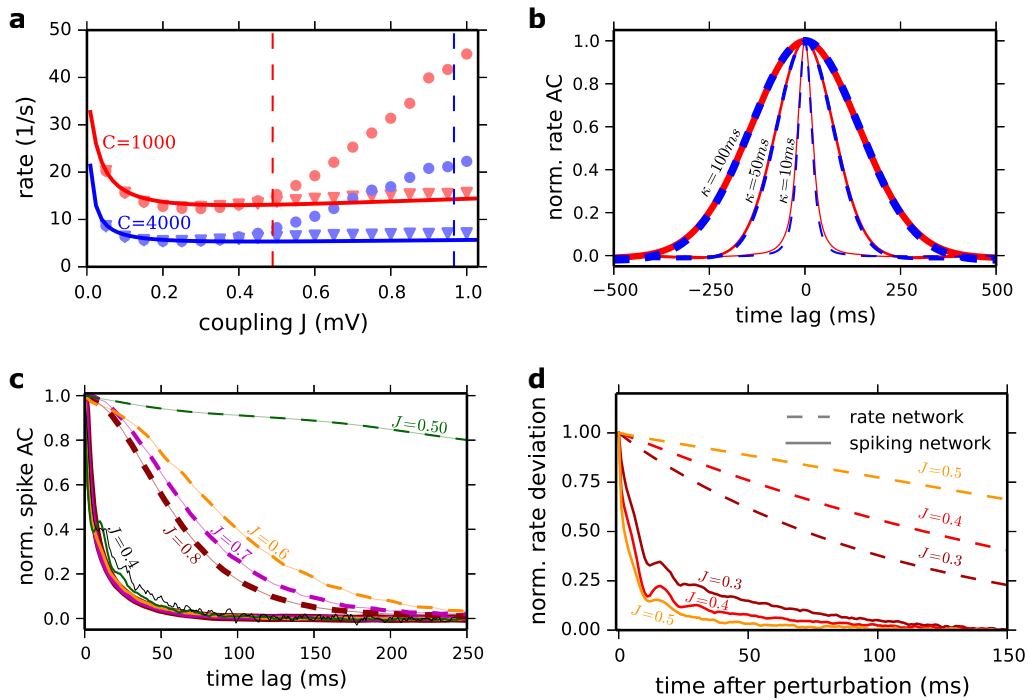 a
50
40
30
20
10
0
rate (1/s)
C=1000
C=4000
0.0 0.2 0.4 0.6 0.8 1.0
coupling J (mV)
b
1.0
0.8
0.6
0.4
0.2
0.0
norm. rate AC
κ=100ms
κ=50ms
κ=10ms
−500 −250 0 250 500
time lag (ms)
c
1.0
0.8
0.6
0.4
0.2
0.0
norm. spike AC
J=0.50
J=0.4
J=0.8
J=0.7
J=0.6
0 50 100 150 200 250
time lag (ms)
d
1.00
0.75
0.50
0.25
0.00
norm. rate deviation
rate network
spiking network
J=0.5
J=0.4
J=0.3
J=0.3
J=0.4
J=0.5
0 50 100 150
time after perturbation (ms)